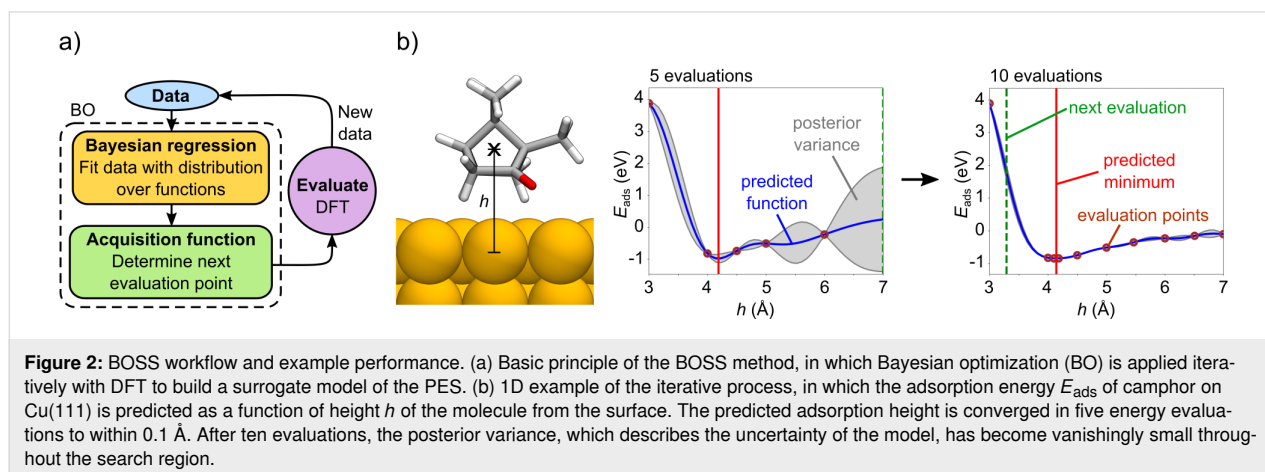 a)
BO
Data
New
data
Bayesian regression
Fit data with distribution
over functions
Evaluate
DFT
Acquisition function
Determine next
evaluation point
b)
h
5 evaluations
4
3
2
1
0
-1
E_ads (eV)
posterior
variance
predicted
function
3 4 5 6 7
h (Å)
10 evaluations
4
3
2
1
0
-1
E_ads (eV)
next evaluation
predicted
minimum
evaluation points
3 4 5 6 7
h (Å)
Figure 2: BOSS workflow and example performance. (a) Basic principle of the BOSS method, in which Bayesian optimization (BO) is applied itera-
tively with DFT to build a surrogate model of the PES. (b) 1D example of the iterative process, in which the adsorption energy E_ads of camphor on
Cu(111) is predicted as a function of height h of the molecule from the surface. The predicted adsorption height is converged in five energy evalua-
tions to within 0.1 Å. After ten evaluations, the posterior variance, which describes the uncertainty of the model, has become vanishingly small through-
out the search region.